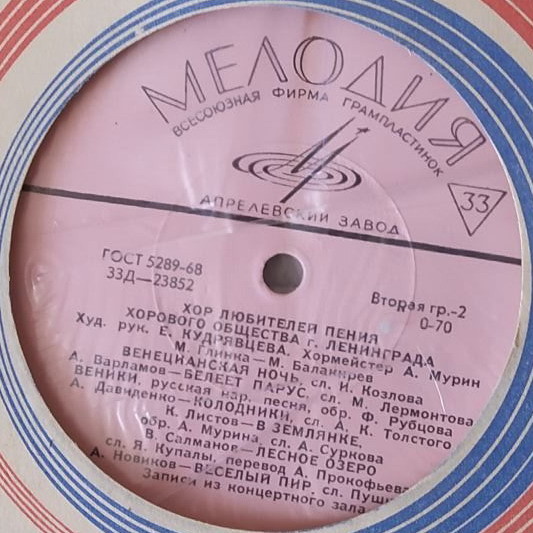 МЕЛОДИЯ
ВСЕСОЮЗНАЯ ФИРМА ГРАМПЛАСТИНОК
33
АПРЕЛЕВСКИЙ ЗАВОД
ГОСТ 5289-68
33Д—23852
Вторая гр.-2
0-70
ХОР ЛЮБИТЕЛЕЙ ПЕНИЯ
ХОРОВОГО ОБЩЕСТВА г. ЛЕНИНГРАДА
Худ. рук. Е. КУДРЯВЦЕВА. Хормейстер А. Мурин
М. Глинка—М. Балакирев
ВЕНЕЦИАНСКАЯ НОЧЬ, сл. И. Козлова
А. Варламов—БЕЛЕЕТ ПАРУС, сл. М. Лермонтова
ВЕНИКИ, русская нар. песня, обр. Ф. Рубцова
А. Давиденко—КОЛОДНИКИ, сл. А. К. Толстого
К. Листов—В ЗЕМЛЯНКЕ,
обр. А. Мурина, сл. А. Суркова
В. Салманов—ЛЕСНОЕ ОЗЕРО
сл. Я. Купалы, перевод А. Прокофьева
А. Новиков—ВЕСЕЛЫЙ ПИР, сл. Пушк
Записи из концертного зала